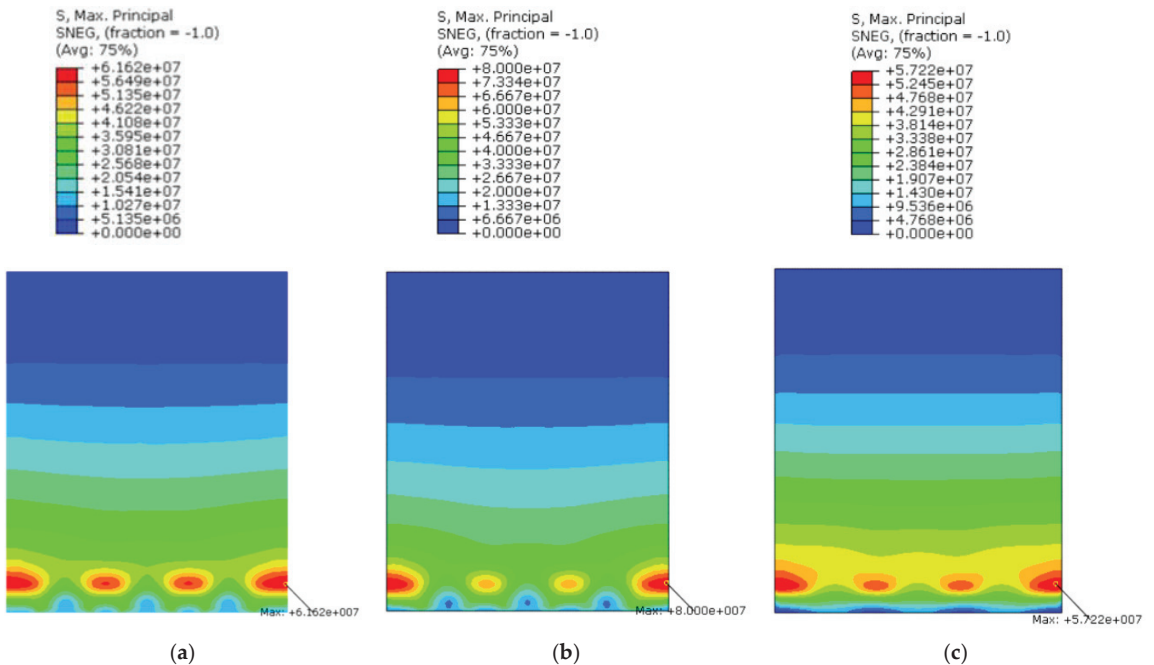 S, Max. Principal
SNEG, (fraction = -1.0)
(Avg: 75%)
+6.162e+07
+5.649e+07
+5.135e+07
+4.622e+07
+4.108e+07
+3.595e+07
+3.081e+07
+2.568e+07
+2.054e+07
+1.541e+07
+1.027e+07
+5.135e+06
+0.000e+00
S, Max. Principal
SNEG, (fraction = -1.0)
(Avg: 75%)
+8.000e+07
+7.334e+07
+6.667e+07
+6.000e+07
+5.333e+07
+4.667e+07
+4.000e+07
+3.333e+07
+2.667e+07
+2.000e+07
+1.333e+07
+6.667e+06
+0.000e+00
S, Max. Principal
SNEG, (fraction = -1.0)
(Avg: 75%)
+5.722e+07
+5.245e+07
+4.768e+07
+4.291e+07
+3.814e+07
+3.338e+07
+2.861e+07
+2.384e+07
+1.907e+07
+1.430e+07
+9.536e+06
+4.768e+06
+0.000e+00
Max: +6.162e+007
Max: +8.000e+007
Max: +5.722e+007
(a)
(b)
(c)